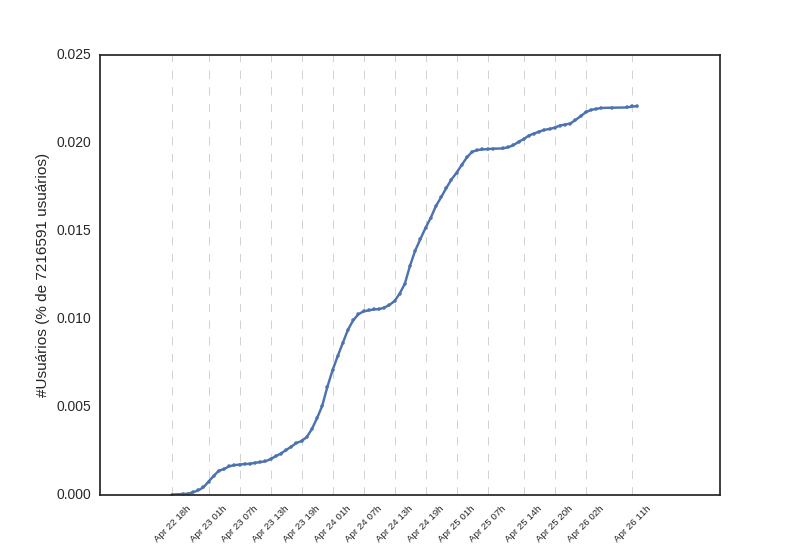 0.025
0.020
0.015
0.010
0.005
0.000
#Usuários (% de 7216591 usuários)
Apr 22 18h
Apr 23 01h
Apr 23 07h
Apr 23 13h
Apr 23 19h
Apr 24 01h
Apr 24 07h
Apr 24 13h
Apr 24 19h
Apr 25 01h
Apr 25 07h
Apr 25 14h
Apr 25 20h
Apr 26 02h
Apr 26 11h